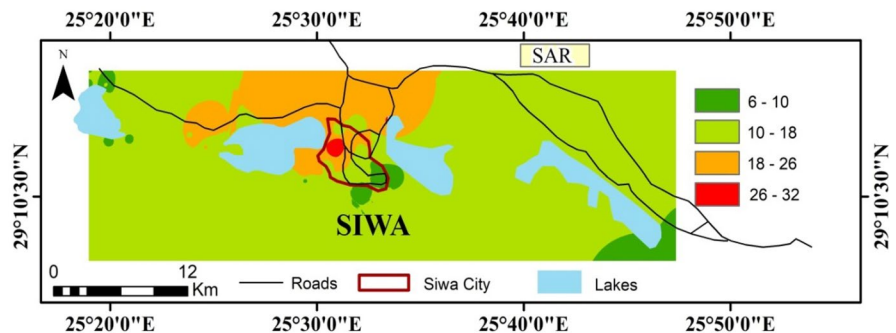 25°20'0"E 25°30'0"E 25°40'0"E 25°50'0"E
N
SAR
6 - 10
10 - 18
18 - 26
26 - 32
29°10'30"N
29°10'30"N
SIWA
0 12
Km
Roads
Siwa City
Lakes
25°20'0"E 25°30'0"E 25°40'0"E 25°50'0"E